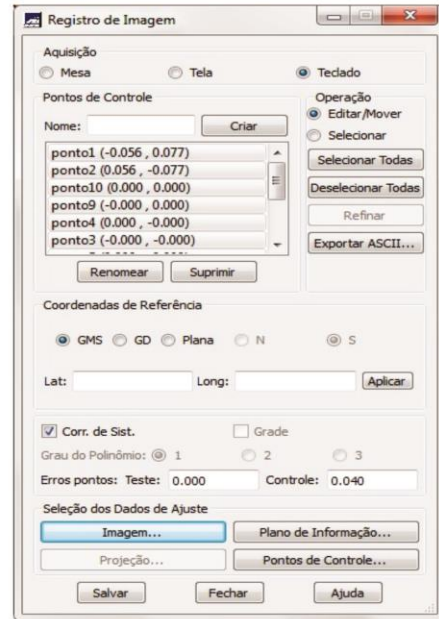 Registro de Imagem
Aquisição
Mesa Tela Teclado
Pontos de Controle
Nome: Criar
ponto1 (-0.056 , 0.077)
ponto2 (0.056 , -0.077)
ponto10 (0.000 , 0.000)
ponto9 (-0.000 , 0.000)
ponto4 (0.000 , 0.000)
ponto3 (-0.000 , -0.000)
Renomear Suprimir
Operação
Editar/Mover
Selecionar
Selecionar Todas
Deselecionar Todas
Refinar
Exportar ASCII...
Coordenadas de Referência
GMS GD Plana N S
Lat: Long: Aplicar
Corr. de Sist. Grade
Grau do Polinômio: 1 2 3
Erros pontos: Teste: 0.000 Controle: 0.040
Seleção dos Dados de Ajuste
Imagem... Plano de Informação...
Projeção... Pontos de Controle...
Salvar Fechar Ajuda